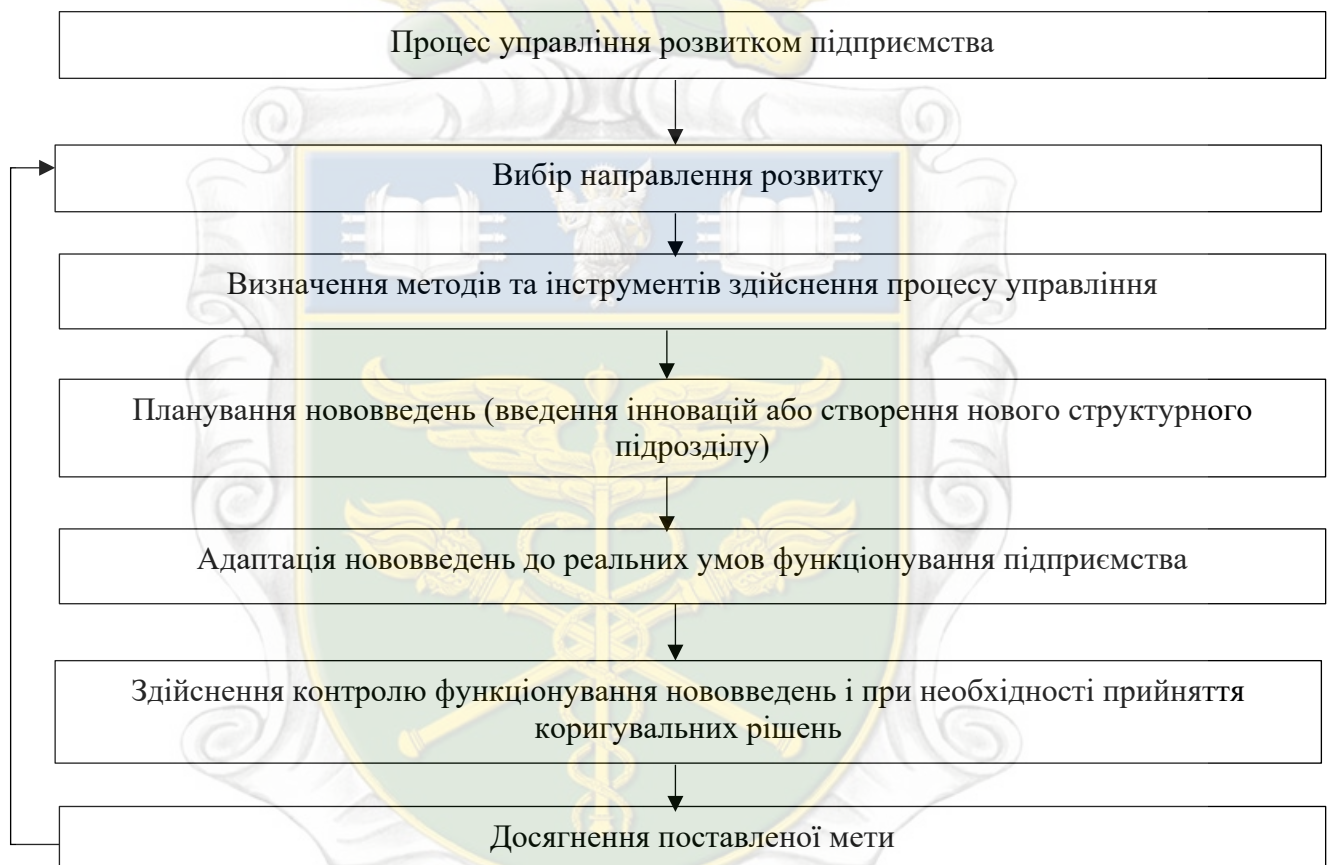 Процес управління розвитком підприємства
Вибір направлення розвитку
Визначення методів та інструментів здійснення процесу управління
Планування нововведень (введення інновацій або створення нового структурного
підрозділу)
Адаптація нововведень до реальних умов функціонування підприємства
Здійснення контролю функціонування нововведень і при необхідності прийняття
коригувальних рішень
Досягнення поставленої мети